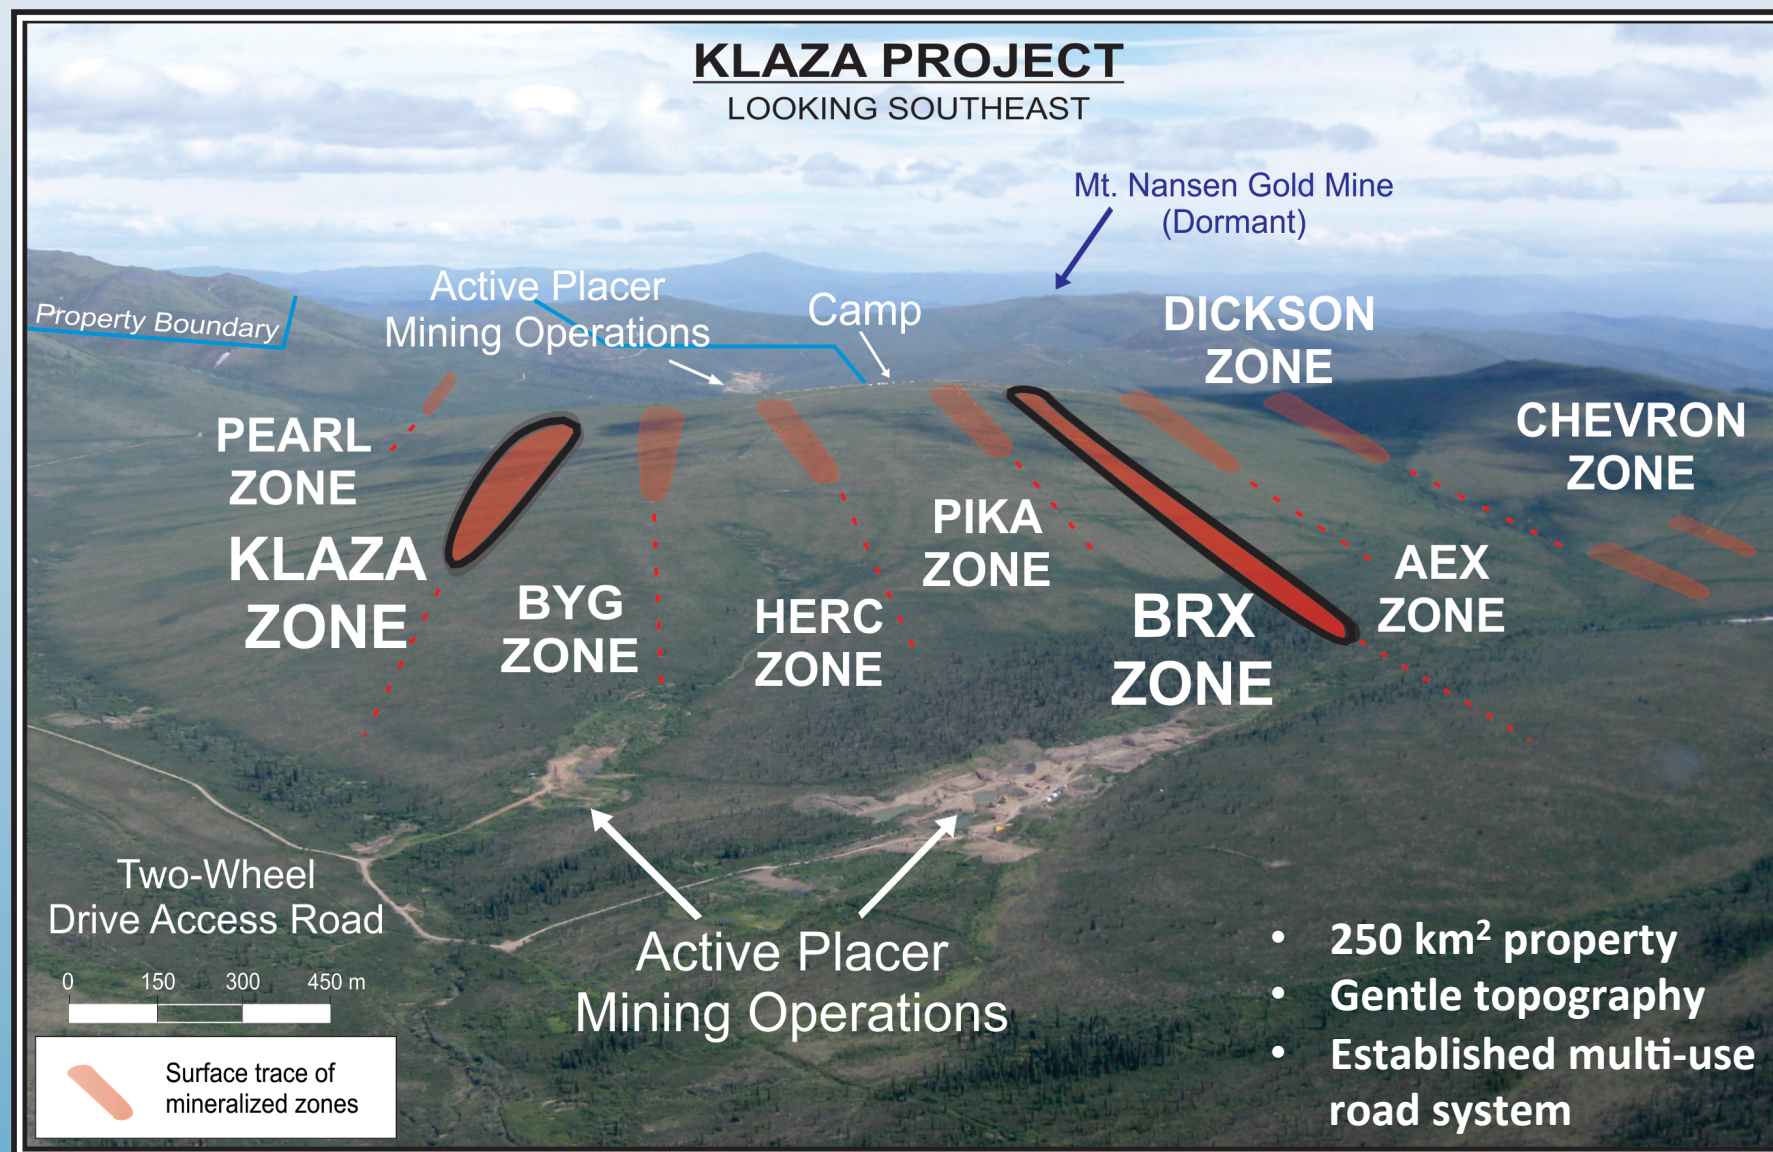 KLAZA PROJECT
LOOKING SOUTHEAST
Mt. Nansen Gold Mine
(Dormant)
Property Boundary
Active Placer
Mining Operations
Camp
DICKSON
ZONE
CHEVRON
ZONE
PEARL
ZONE
KLAZA
ZONE
BYG
ZONE
HERC
ZONE
PIKA
ZONE
BRX
ZONE
AEX
ZONE
Two-Wheel
Drive Access Road
0 150 300 450 m
Surface trace of
mineralized zones
Active Placer
Mining Operations
• 250 km² property
• Gentle topography
• Established multi-use
road system